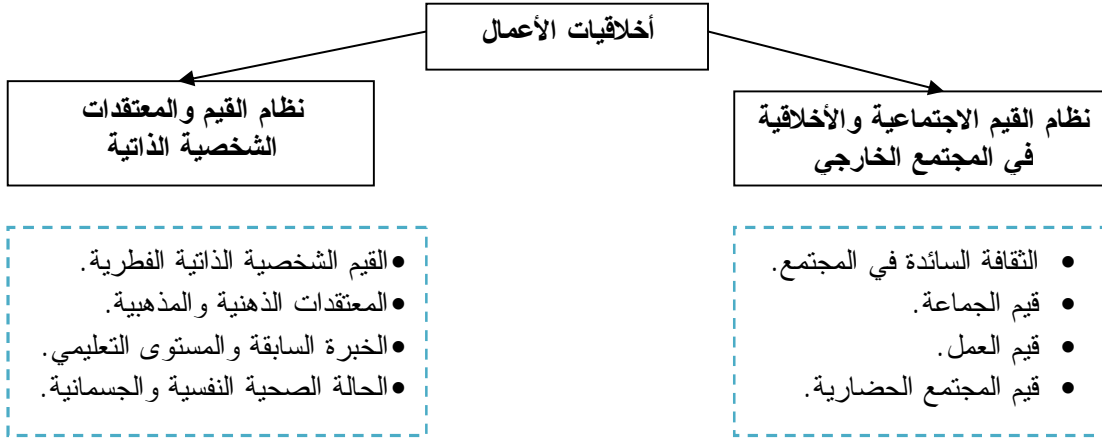 أخلاقيات الأعمال
نظام القيم الاجتماعية والأخلاقية
في المجتمع الخارجي
• الثقافة السائدة في المجتمع.
• قيم الجماعة.
• قيم العمل.
• قيم المجتمع الحضارية.
نظام القيم والمعتقدات
الشخصية الذاتية
•القيم الشخصية الذاتية الفطرية.
•المعتقدات الذهنية والمذهبية.
•الخبرة السابقة والمستوى التعليمي.
•الحالة الصحية النفسية والجسمانية.